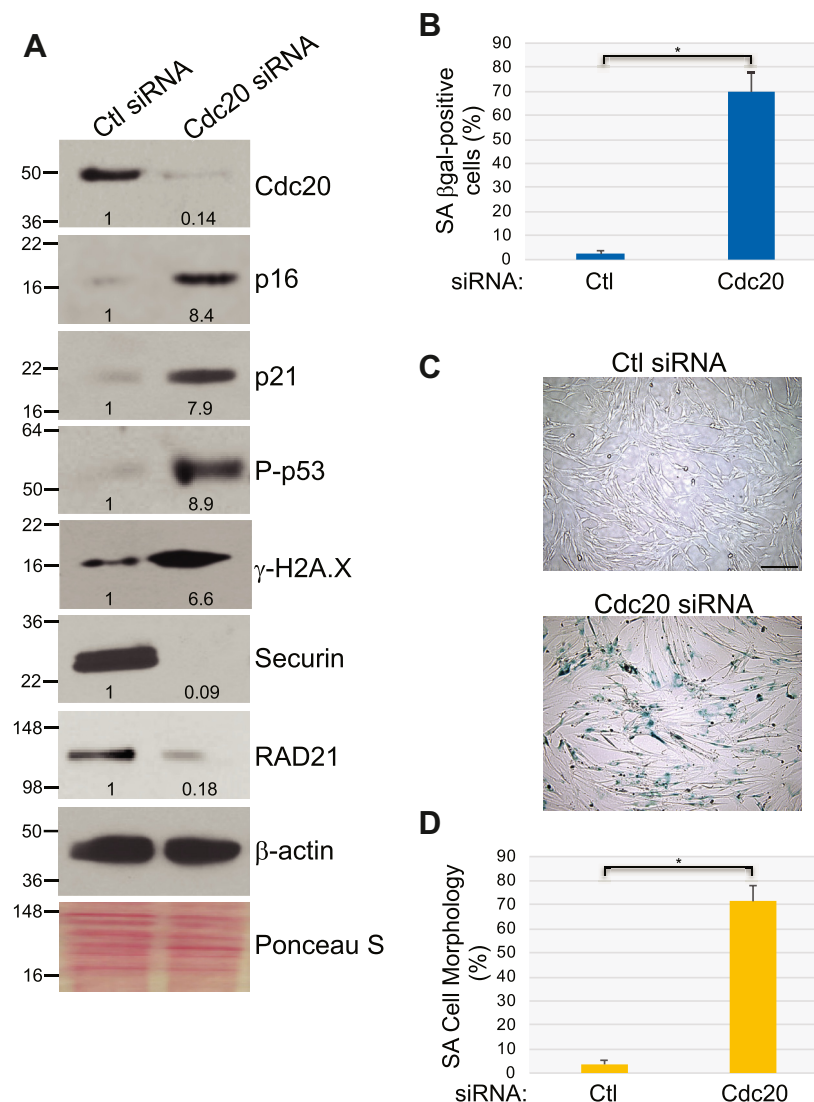 A
Ctl siRNA
Cdc20 siRNA
50
36
Cdc20
1 0.14
22
16
p16
1 8.4
22
16
p21
1 7.9
64
50
P-p53
1 8.9
22
16
γ-H2A.X
1 6.6
36
22
Securin
1 0.09
148
98
RAD21
1 0.18
50
36
β-actin
148
16
Ponceau S
B
SA βgal-positive
cells (%)
90
80
70
60
50
40
30
20
10
0
*
siRNA: Ctl Cdc20
C
Ctl siRNA
Cdc20 siRNA
D
SA Cell Morphology
(%)
90
80
70
60
50
40
30
20
10
0
*
siRNA: Ctl Cdc20